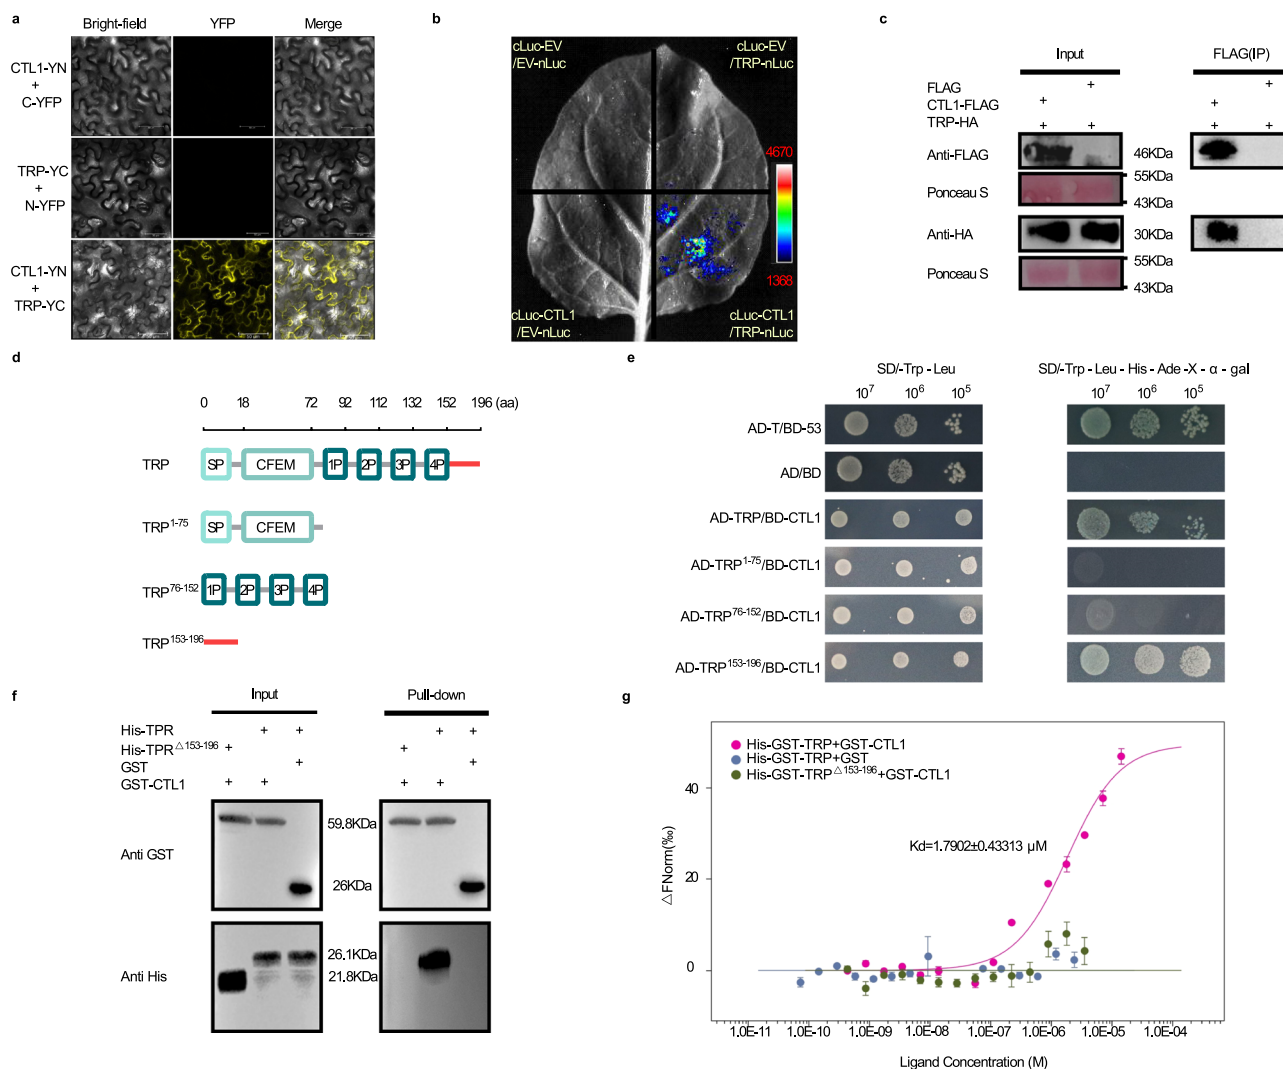 a
Bright-field YFP Merge
CTL1-YN
+
C-YFP
TRP-YC
+
N-YFP
CTL1-YN
+
TRP-YC
b
cLuc-EV
/EV-nLuc
cLuc-EV
/TRP-nLuc
4670
1368
cLuc-CTL1
/EV-nLuc
cLuc-CTL1
/TRP-nLuc
c
Input FLAG(IP)
FLAG + +
CTL1-FLAG + +
TRP-HA + + + +
Anti-FLAG 46KDa
Ponceau S 55KDa
43KDa
Anti-HA 30KDa
Ponceau S 55KDa
43KDa
d
0 18 72 92 112 132 152 196 (aa)
TRP SP CFEM 1P 2P 3P 4P
TRP1-75 SP CFEM
TRP76-152 1P 2P 3P 4P
TRP153-196
e
SD/-Trp - Leu SD/-Trp - Leu - His - Ade -X - α - gal
10⁷ 10⁶ 10⁵ 10⁷ 10⁶ 10⁵
AD-T/BD-53
AD/BD
AD-TRP/BD-CTL1
AD-TRP1-75/BD-CTL1
AD-TRP76-152/BD-CTL1
AD-TRP153-196/BD-CTL1
f
Input Pull-down
His-TPR + + + +
His-TPR△153-196 + +
GST + +
GST-CTL1 + + + +
Anti GST 59.8KDa
26KDa
Anti His 26.1KDa
21.8KDa
g
His-GST-TRP+GST-CTL1
His-GST-TRP+GST
His-GST-TRP△153-196+GST-CTL1
Kd=1.7902±0.43313 µM
△FNorm(‰)
40
20
0
1.0E-11 1.0E-10 1.0E-09 1.0E-08 1.0E-07 1.0E-06 1.0E-05 1.0E-04
Ligand Concentration (M)